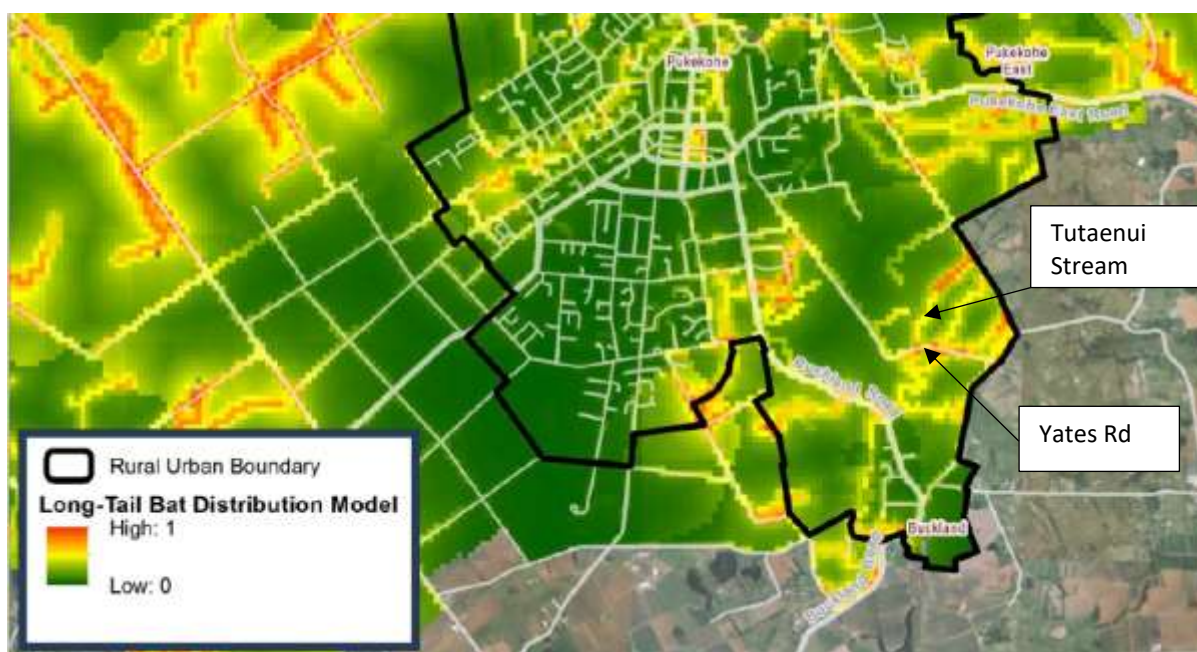 Pukekohe
Pukekohe
East
Pukekohe East Road
Tutaenui
Stream
Yates Rd
Buckland Road
Buckland
Rural Urban Boundary
Long-Tail Bat Distribution Model
High: 1
Low: 0